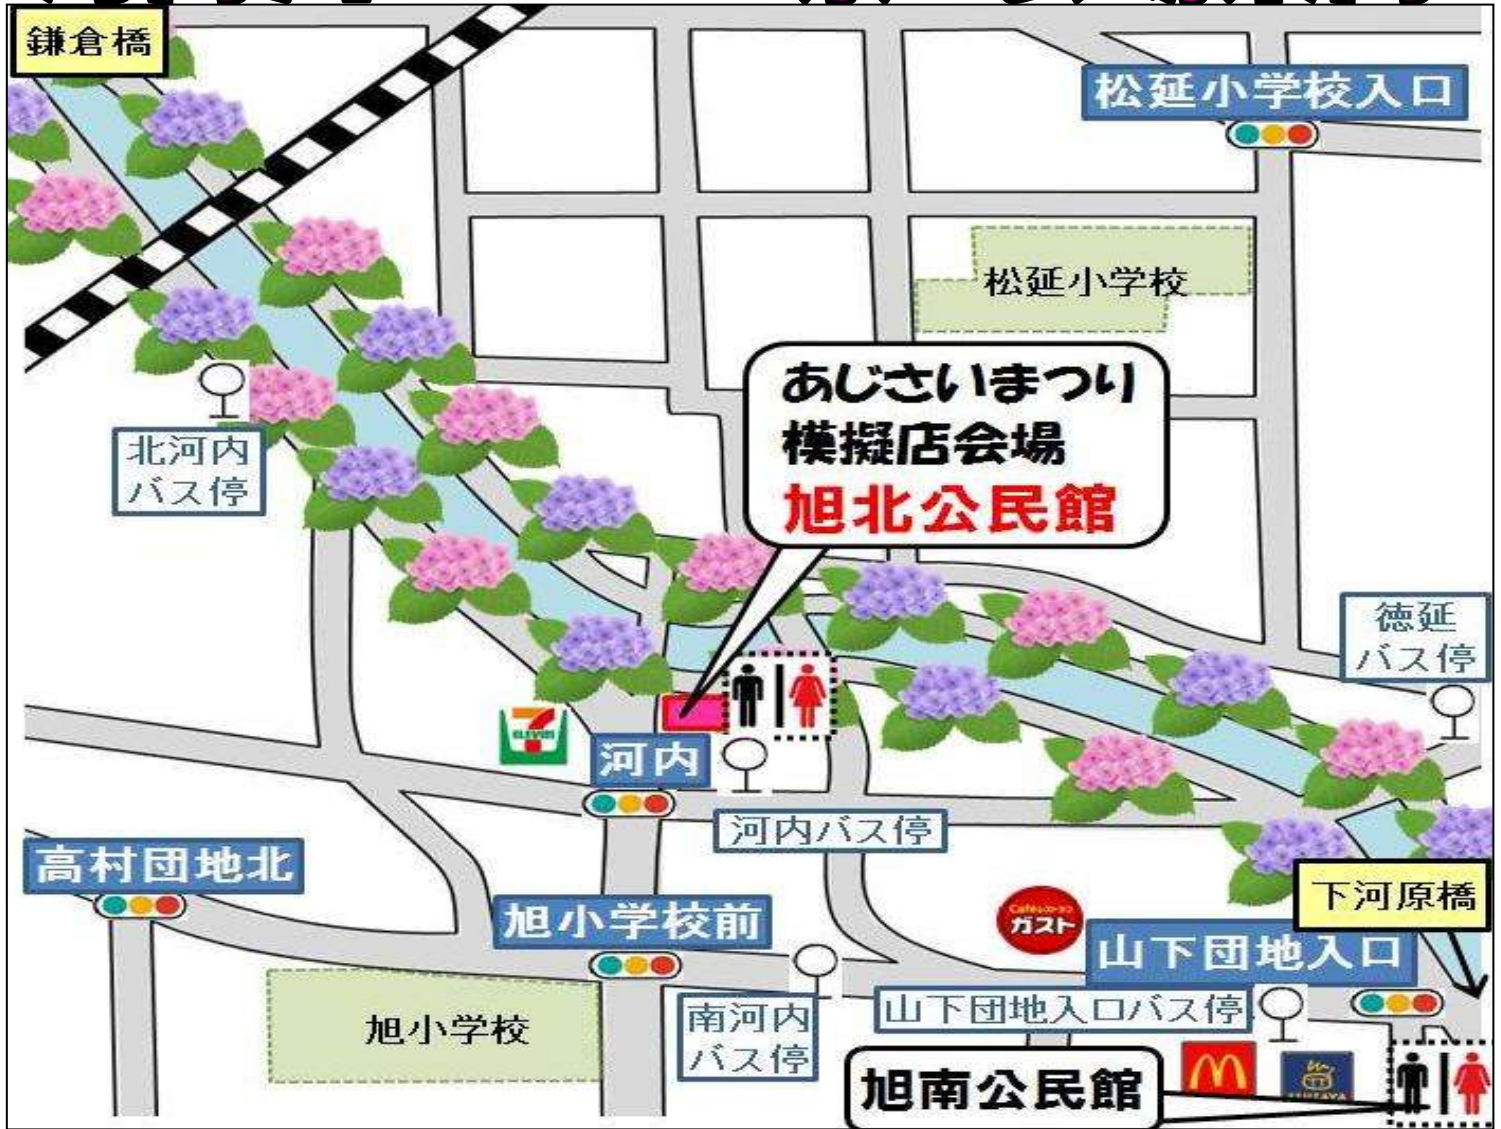 鎌倉橋
松延小学校入口
松延小学校
あじさいまつり
模擬店会場
旭北公民館
北河内
バス停
徳延
バス停
7
ELEVEN
河内
河内バス停
高村団地北
旭小学校前
ガスト
下河原橋
山下団地入口
旭小学校
南河内
バス停
山下団地入口バス停
旭南公民館